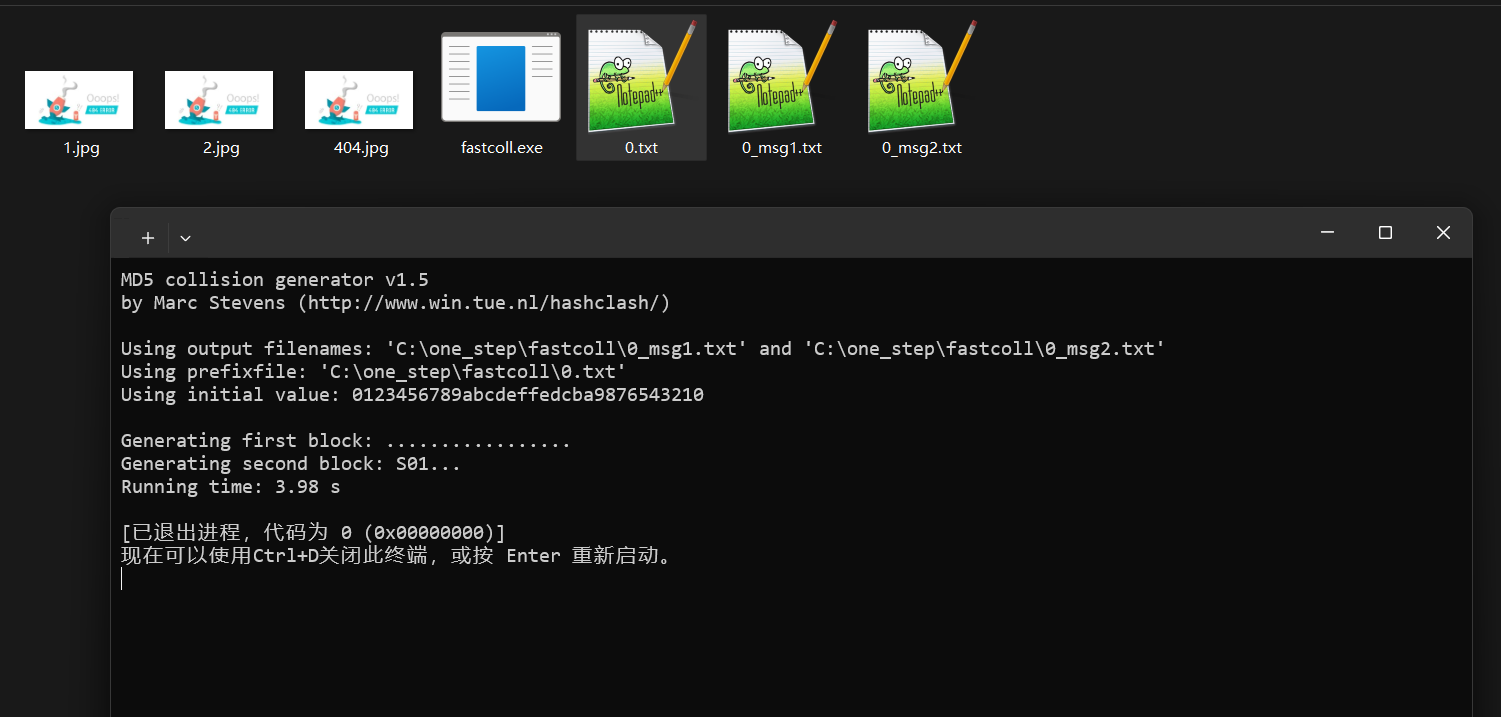 Ooops!
404 ERROR
Ooops!
404 ERROR
Ooops!
404 ERROR
Notepad++
Notepad++
Notepad++
1.jpg
2.jpg
404.jpg
fastcoll.exe
0.txt
0_msg1.txt
0_msg2.txt
MD5 collision generator v1.5
by Marc Stevens (http://www.win.tue.nl/hashclash/)
Using output filenames: 'C:\one_step\fastcoll\0_msg1.txt' and 'C:\one_step\fastcoll\0_msg2.txt'
Using prefixfile: 'C:\one_step\fastcoll\0.txt'
Using initial value: 0123456789abcdeffedcba9876543210
Generating first block: .................
Generating second block: S01...
Running time: 3.98 s
[已退出进程，代码为 0 (0x00000000)]
现在可以使用Ctrl+D关闭此终端，或按 Enter 重新启动。